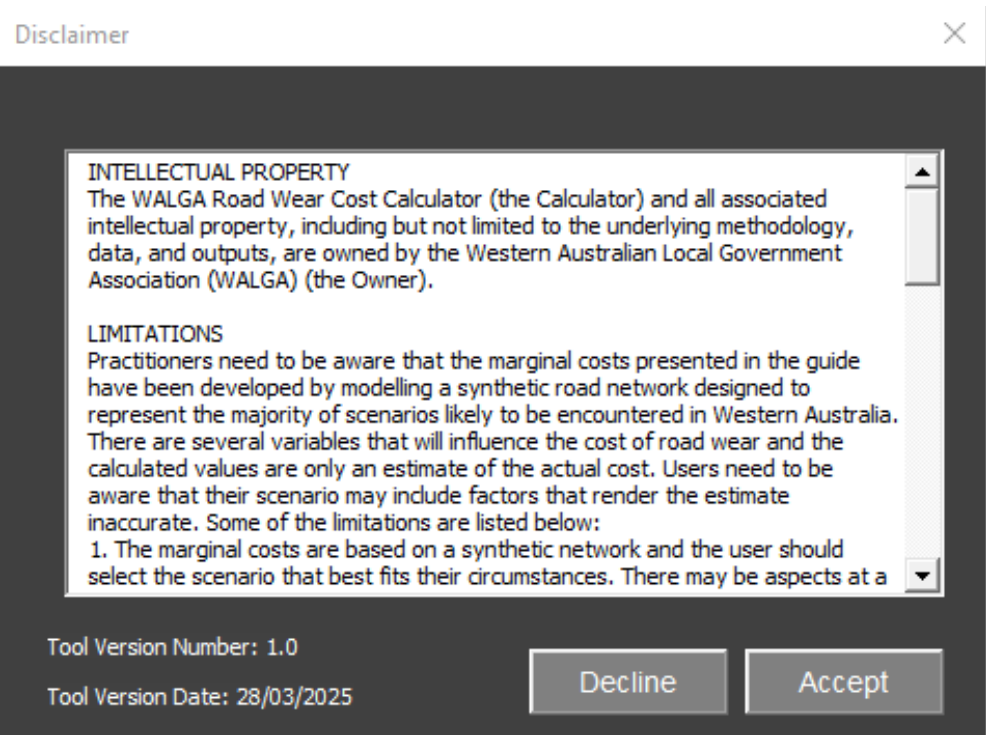 Disclaimer
INTELLECTUAL PROPERTY
The WALGA Road Wear Cost Calculator (the Calculator) and all associated
intellectual property, including but not limited to the underlying methodology,
data, and outputs, are owned by the Western Australian Local Government
Association (WALGA) (the Owner).
LIMITATIONS
Practitioners need to be aware that the marginal costs presented in the guide
have been developed by modelling a synthetic road network designed to
represent the majority of scenarios likely to be encountered in Western Australia.
There are several variables that will influence the cost of road wear and the
calculated values are only an estimate of the actual cost. Users need to be
aware that their scenario may include factors that render the estimate
inaccurate. Some of the limitations are listed below:
1. The marginal costs are based on a synthetic network and the user should
select the scenario that best fits their circumstances. There may be aspects at a
Tool Version Number: 1.0
Tool Version Date: 28/03/2025
Decline
Accept